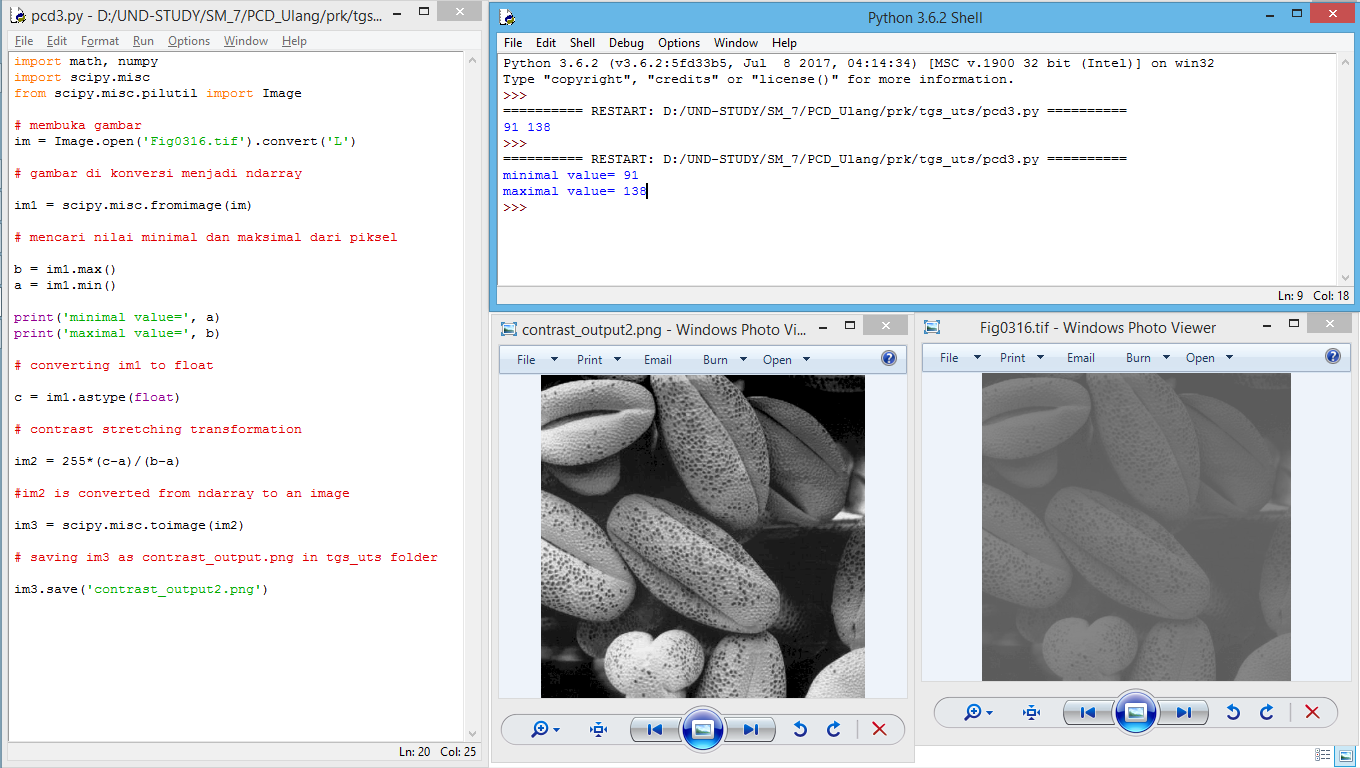 pcd3.py - D:/UND-STUDY/SM_7/PCD_Ulang/prk/tgs...
File Edit Format Run Options Window Help
import math, numpy
import scipy.misc
from scipy.misc.pilutil import Image
# membuka gambar
im = Image.open('Fig0316.tif').convert('L')
# gambar di konversi menjadi ndarray
im1 = scipy.misc.fromimage(im)
# mencari nilai minimal dan maksimal dari piksel
b = im1.max()
a = im1.min()
print('minimal value=', a)
print('maximal value=', b)
# converting im1 to float
c = im1.astype(float)
# contrast stretching transformation
im2 = 255*(c-a)/(b-a)
#im2 is converted from ndarray to an image
im3 = scipy.misc.toimage(im2)
# saving im3 as contrast_output.png in tgs_uts folder
im3.save('contrast_output2.png')
Ln: 20 Col: 25
Python 3.6.2 Shell
File Edit Shell Debug Options Window Help
Python 3.6.2 (v3.6.2:5fd33b5, Jul  8 2017, 04:14:34) [MSC v.1900 32 bit (Intel)] on win32
Type "copyright", "credits" or "license()" for more information.
>>>
========== RESTART: D:/UND-STUDY/SM_7/PCD_Ulang/prk/tgs_uts/pcd3.py ==========
91 138
>>>
========== RESTART: D:/UND-STUDY/SM_7/PCD_Ulang/prk/tgs_uts/pcd3.py ==========
minimal value= 91
maximal value= 138
>>>
Ln: 9 Col: 18
contrast_output2.png - Windows Photo Vi...
File Print Email Burn Open
Fig0316.tif - Windows Photo Viewer
File Print Email Burn Open